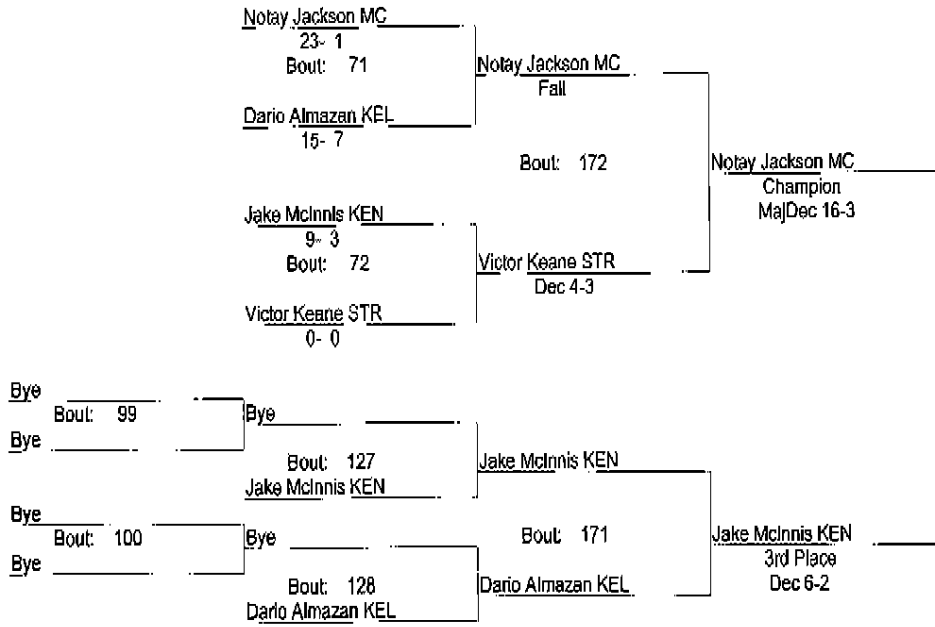 Notay Jackson MC
23- 1
Bout: 71
Notay Jackson MC
Fall
Dario Almazan KEL
15- 7
Bout: 172
Notay Jackson MC
Champion
MajDec 16-3
Jake McInnis KEN
9- 3
Bout: 72
Victor Keane STR
Dec 4-3
Victor Keane STR
0- 0
Bye
Bout: 99
Bye
Bye
Bout: 127
Jake McInnis KEN
Jake McInnis KEN
Bye
Bout: 100
Bye
Bye
Bout: 171
Jake McInnis KEN
3rd Place
Dec 6-2
Bout: 128
Dario Almazan KEL
Dario Almazan KEL